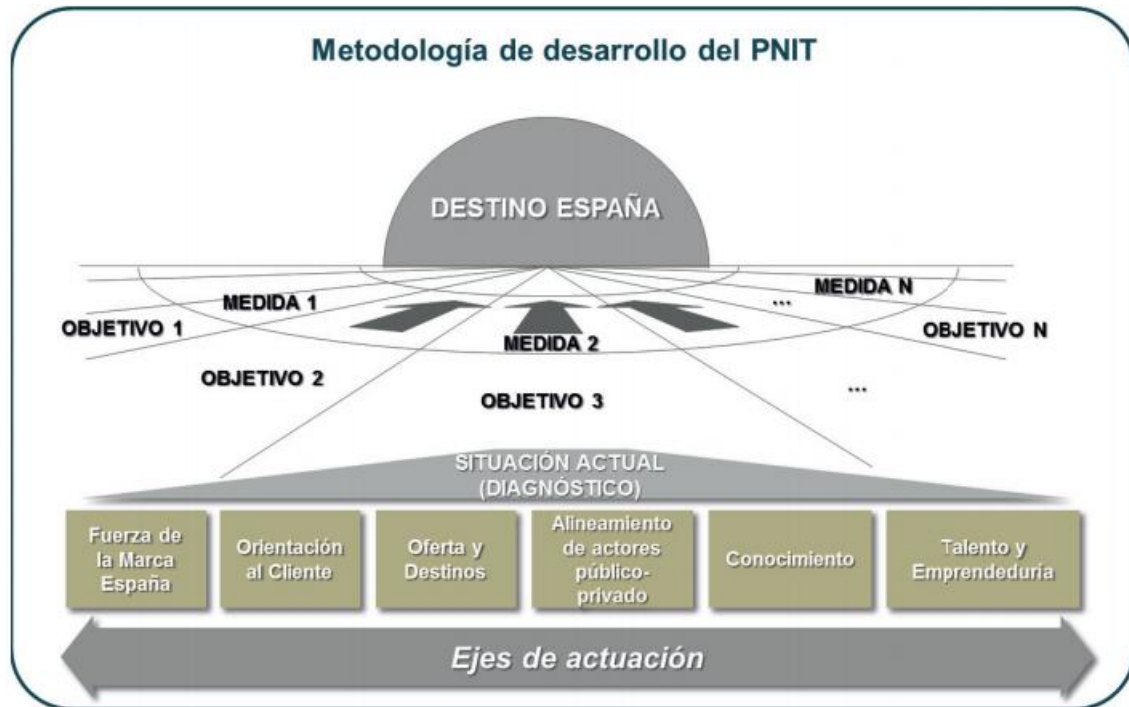 Metodología de desarrollo del PNIT
DESTINO ESPAÑA
MEDIDA 1
...
MEDIDA N
OBJETIVO 1
MEDIDA 2
OBJETIVO N
OBJETIVO 2
OBJETIVO 3
...
SITUACIÓN ACTUAL
(DIAGNÓSTICO)
Fuerza de
la Marca
España
Orientación
al Cliente
Oferta y
Destinos
Alineamiento
de actores
público-
privado
Conocimiento
Talento y
Emprendeduría
Ejes de actuación